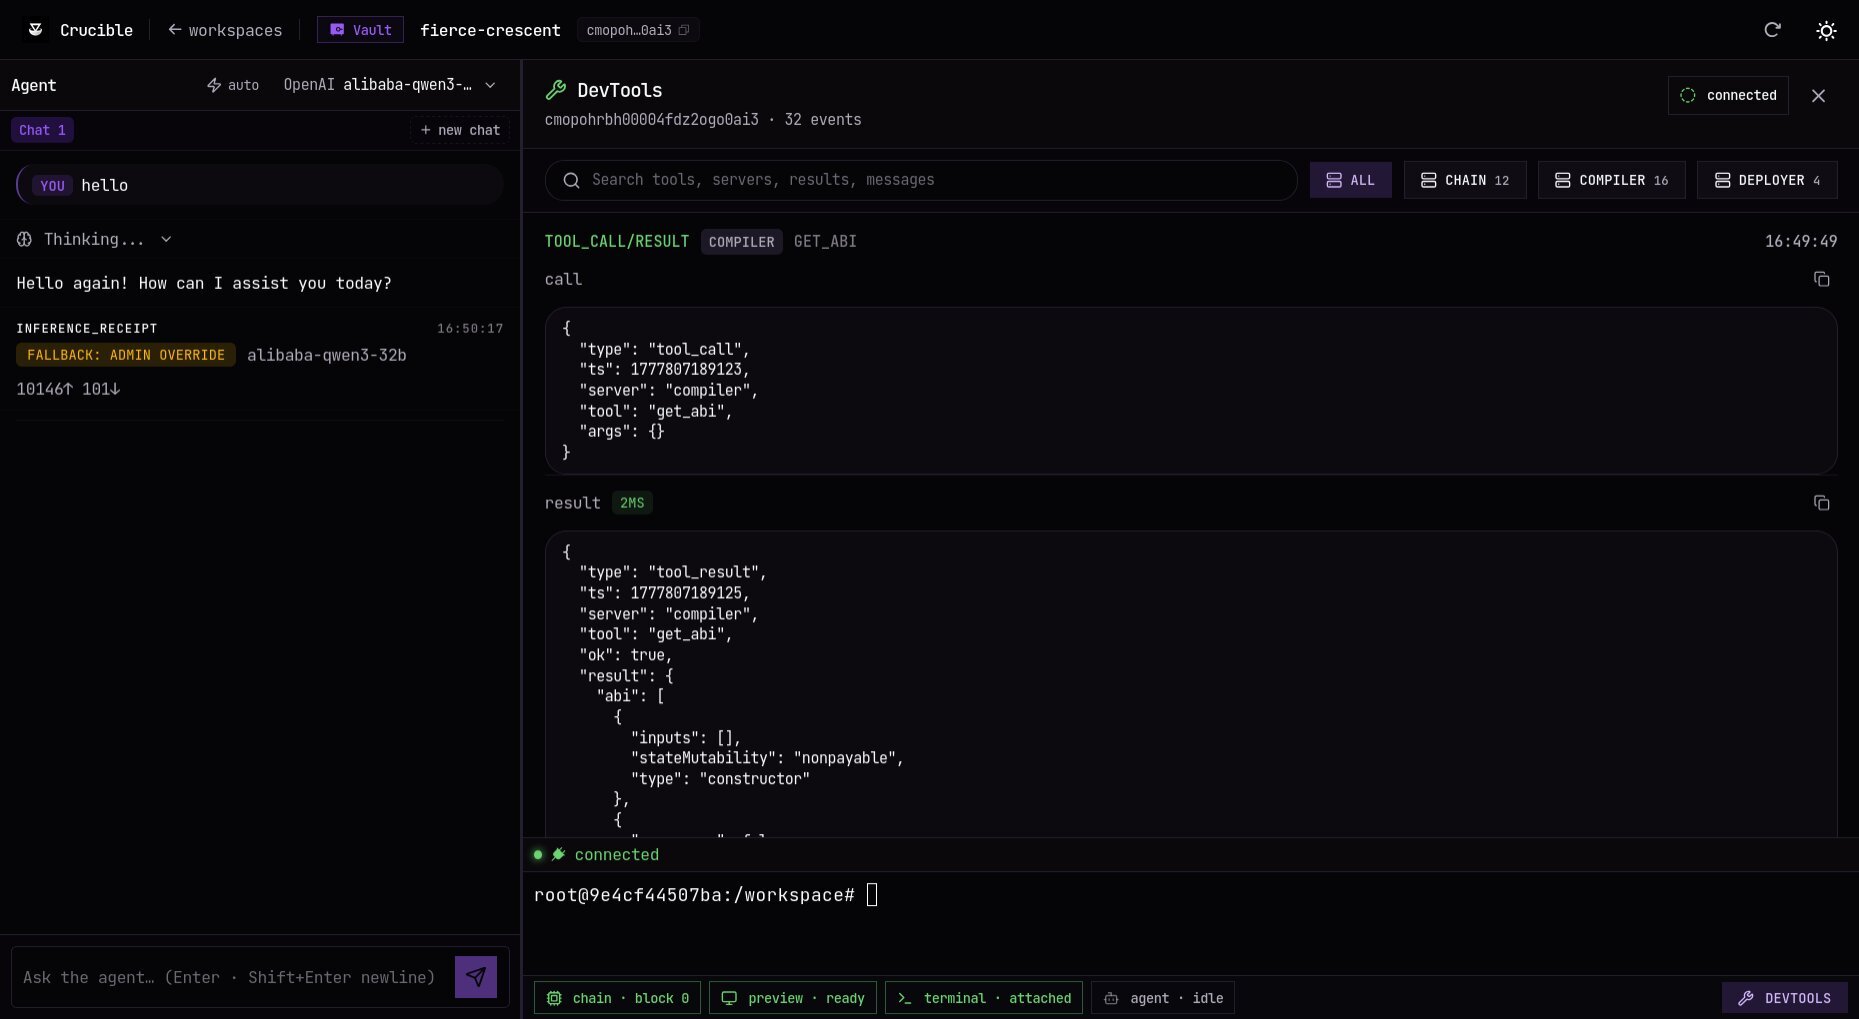 Crucible
← workspaces
Vault
fierce-crescent
cmopoh…0ai3
Agent
auto
OpenAI alibaba-qwen3-…
Chat 1
+ new chat
YOU hello
Thinking...
Hello again! How can I assist you today?
INFERENCE_RECEIPT
16:50:17
FALLBACK: ADMIN OVERRIDE
alibaba-qwen3-32b
10146↑ 101↓
Ask the agent… (Enter · Shift+Enter newline)
DevTools
cmopohrbh00004fdz2ogo0ai3 · 32 events
connected
Search tools, servers, results, messages
ALL
CHAIN 12
COMPILER 16
DEPLOYER 4
TOOL_CALL/RESULT COMPILER GET_ABI
16:49:49
call
{
  "type": "tool_call",
  "ts": 1777807189123,
  "server": "compiler",
  "tool": "get_abi",
  "args": {}
}
result 2MS
{
  "type": "tool_result",
  "ts": 1777807189125,
  "server": "compiler",
  "tool": "get_abi",
  "ok": true,
  "result": {
    "abi": [
      {
        "inputs": [],
        "stateMutability": "nonpayable",
        "type": "constructor"
      },
      {
connected
root@9e4cf44507ba:/workspace#
chain · block 0
preview · ready
terminal · attached
agent · idle
DEVTOOLS